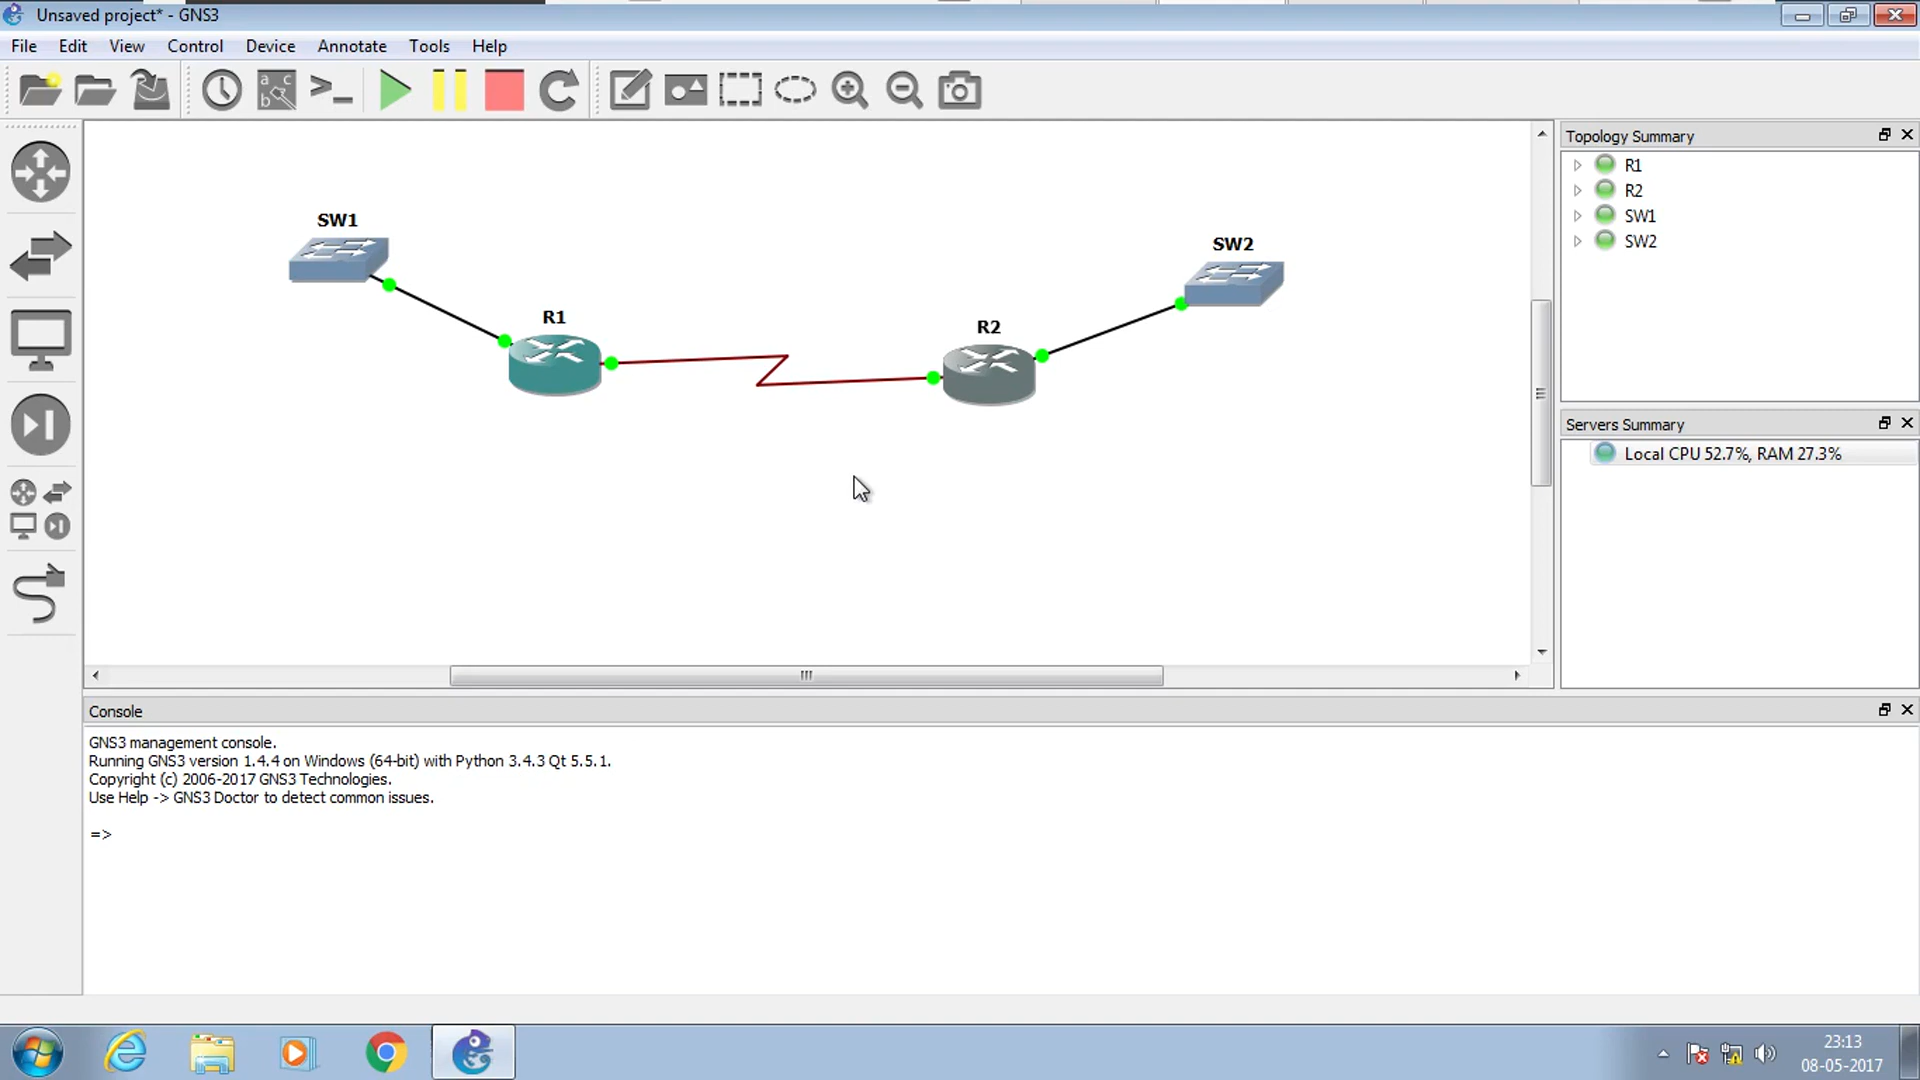 Unsaved project* - GNS3
File Edit View Control Device Annotate Tools Help
Topology Summary
R1
R2
SW1
SW2
SW1
SW2
R1
R2
Servers Summary
Local CPU 52.7%, RAM 27.3%
Console
GNS3 management console.
Running GNS3 version 1.4.4 on Windows (64-bit) with Python 3.4.3 Qt 5.5.1.
Copyright (c) 2006-2017 GNS3 Technologies.
Use Help -> GNS3 Doctor to detect common issues.
=>
23:13
08-05-2017